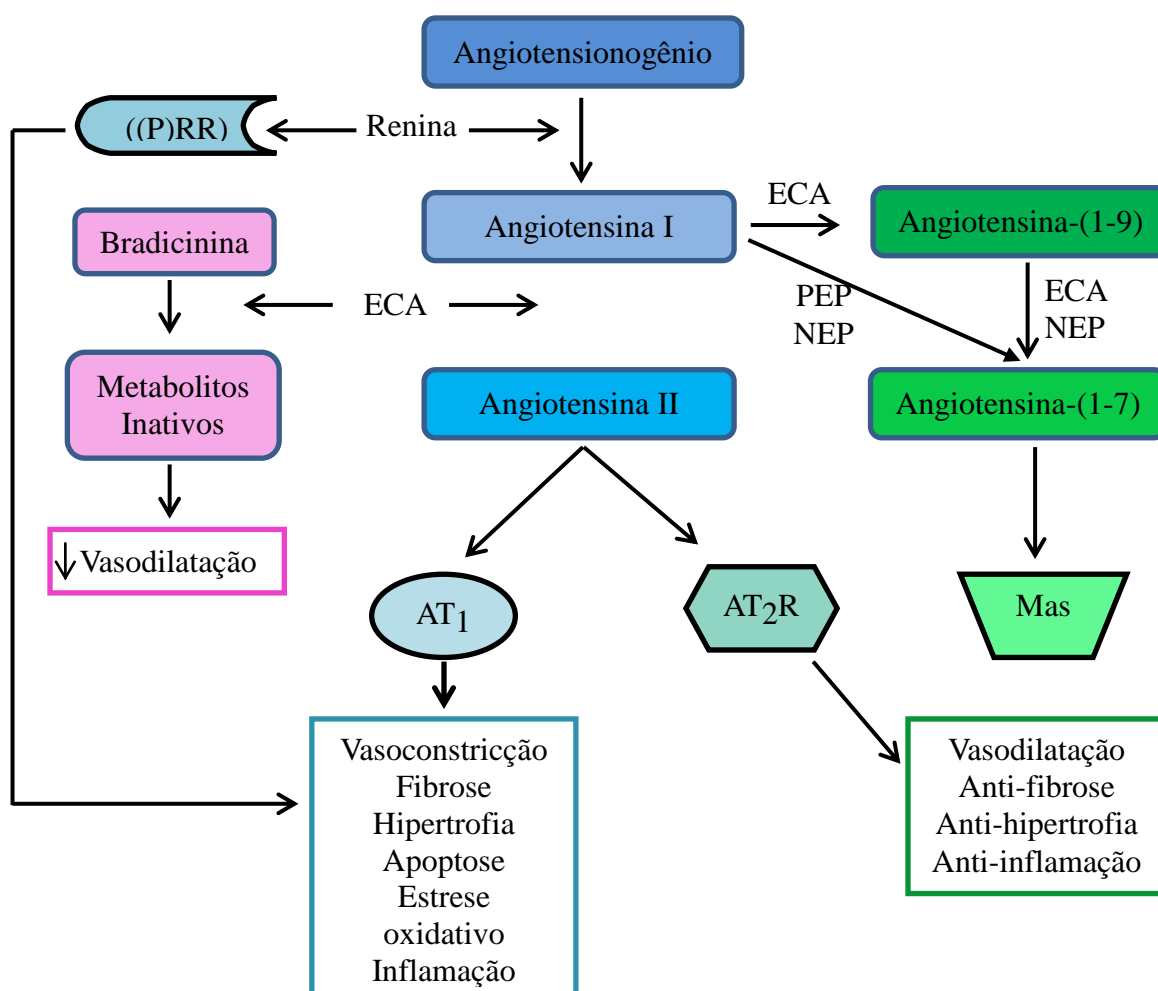 Angiotensionogênio
((P)RR)
Renina
Angiotensina I
ECA
Angiotensina-(1-9)
Bradicinina
ECA
PEP
NEP
ECA
NEP
Metabolitos
Inativos
Angiotensina II
Angiotensina-(1-7)
↓ Vasodilatação
AT1
AT2R
Mas
Vasoconstricção
Fibrose
Hipertrofia
Apoptose
Estrese
oxidativo
Inflamação
Vasodilatação
Anti-fibrose
Anti-hipertrofia
Anti-inflamação